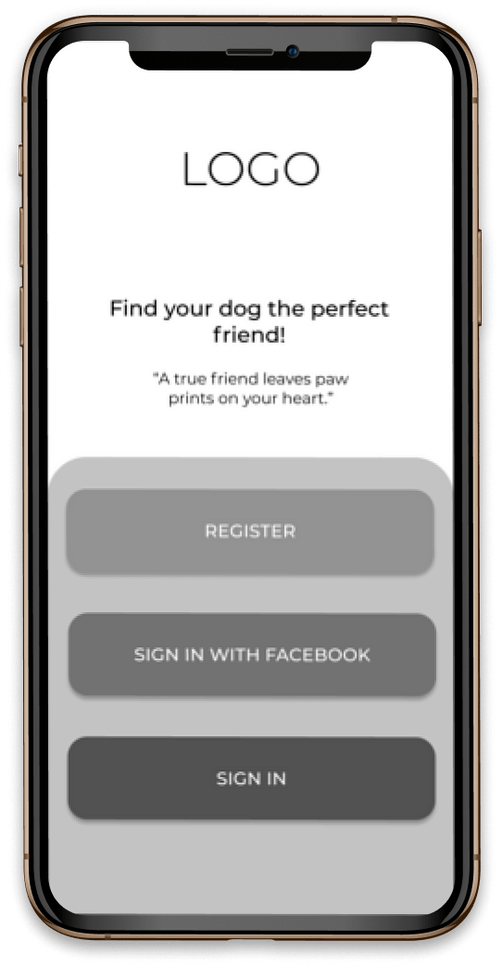 LOGO
Find your dog the perfect
friend!
“A true friend leaves paw
prints on your heart.”
REGISTER
SIGN IN WITH FACEBOOK
SIGN IN